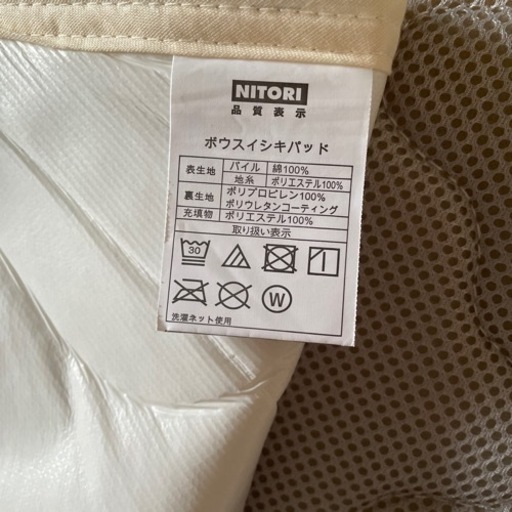 NITORI
品質表示
ボウスイシキパッド
表生地 パイル 綿100%
地糸 ポリエステル100%
裏生地 ポリプロピレン100%
ポリウレタンコーティング
充填物 ポリエステル100%
取り扱い表示
30
W
洗濯ネット使用